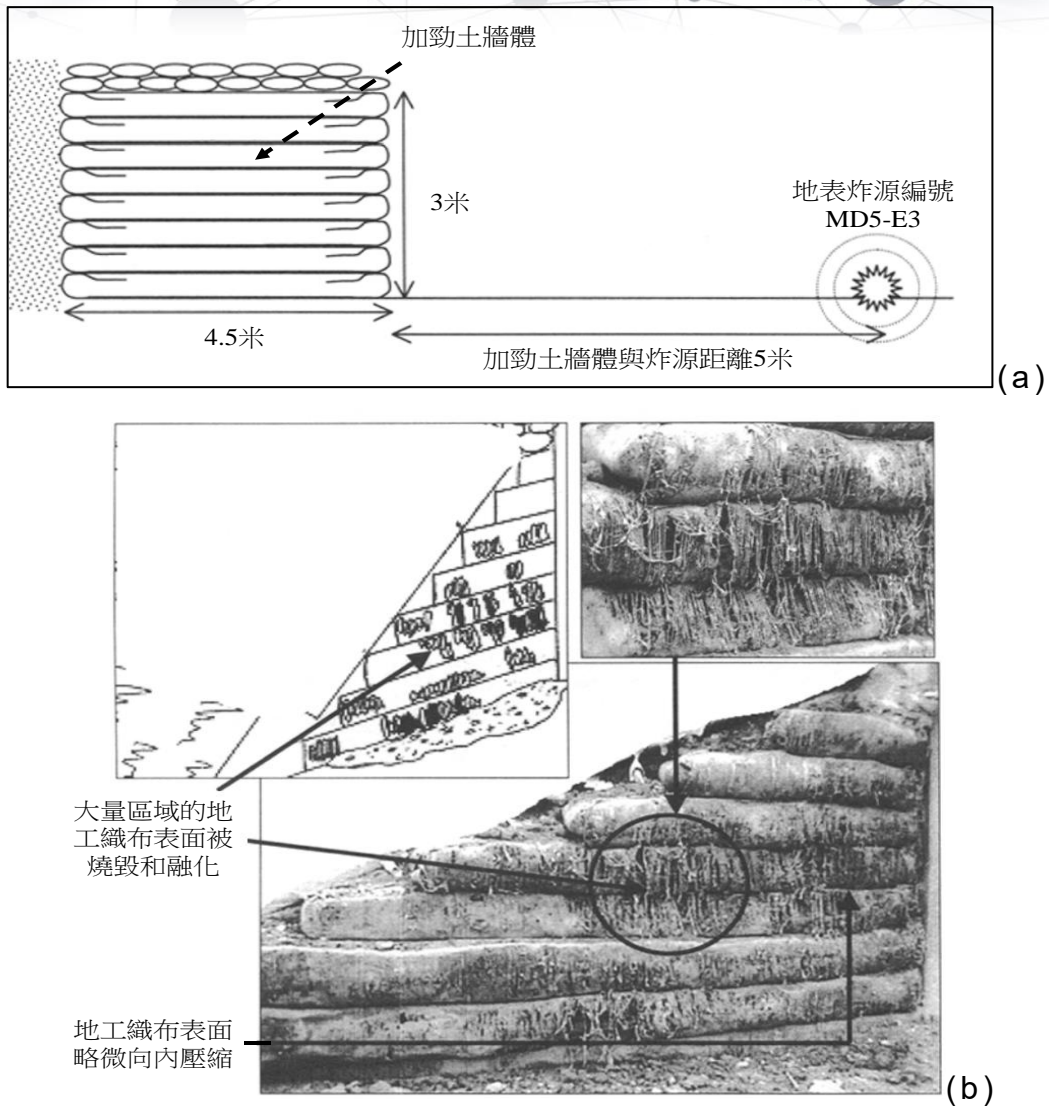 加勁土牆體
3米
地表炸源編號
MD5-E3
4.5米
加勁土牆體與炸源距離5米
(a)
大量區域的地
工織布表面被
燒毀和融化
地工織布表面
略微向內壓縮
(b)